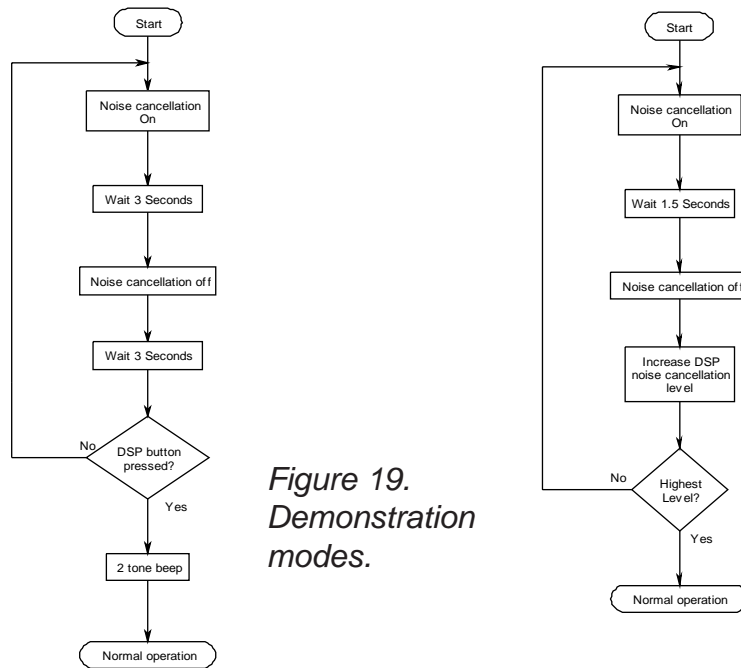 Start
Noise cancellation
On
Wait 3 Seconds
Noise cancellation off
Wait 3 Seconds
DSP button
pressed?
No
Yes
2 tone beep
Normal operation
Figure 19.
Demonstration
modes.
Start
Noise cancellation
On
Wait 1.5 Seconds
Noise cancellation off
Increase DSP
noise cancellation
level
Highest
Level?
No
Yes
Normal operation